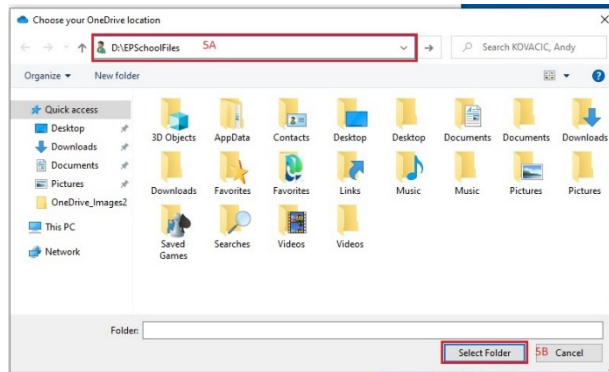 Choose your OneDrive location
D:\EPSchoolFiles 5A
Search KOVACIC, Andy
Organize New folder
Quick access
Desktop
Downloads
Documents
Pictures
OneDrive_Images2
This PC
Network
3D Objects AppData Contacts Desktop Desktop Documents Documents Downloads
Downloads Favorites Favorites Links Music Music Pictures Pictures
Saved Games Searches Videos Videos
Folder:
Select Folder 5B Cancel